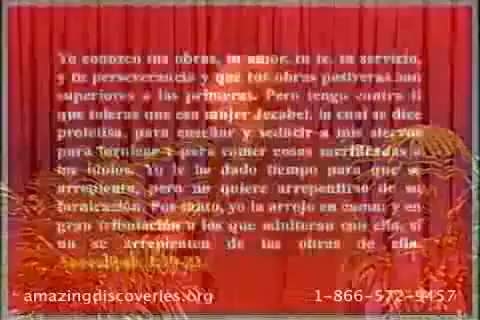 Yo conozco tus obras, tu amor, tu fe, tu servicio,
y tu perseverancia y que tus obras postreras son
superiores a las primeras. Pero tengo contra ti
que toleras que esa mujer Jezabel, la cual se dice
profetisa, para enseñar y seducir a mis siervos
para fornicar y para comer cosas sacrificadas a
los ídolos. Yo le he dado tiempo para que se
arrepienta, pero no quiere arrepentirse de su
fornicación. Por tanto, yo la arrojo en cama; y en
gran tribulación a los que adulteran con ella, si
no se arrepienten de las obras de ella.
amazingdiscoveries.org 1-866-572-9457